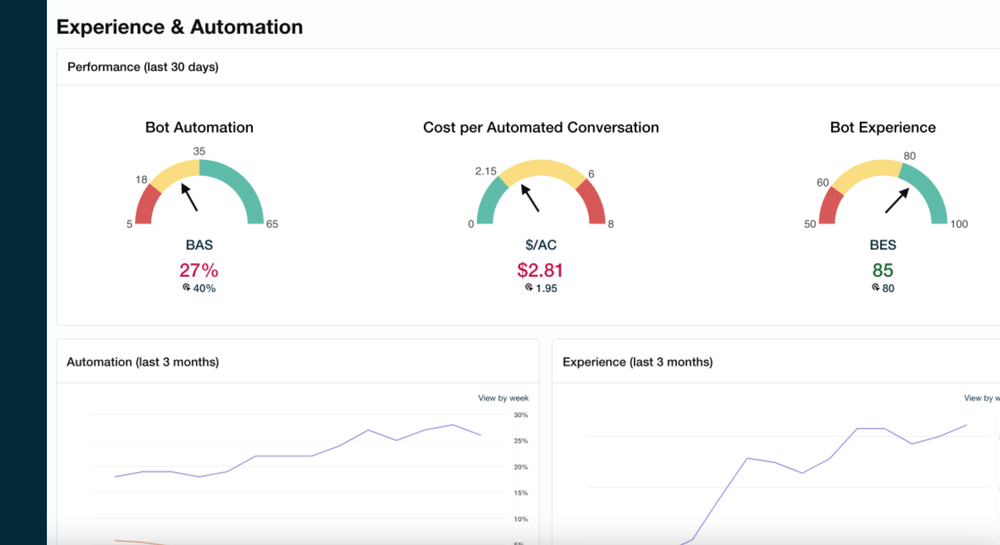 Experience & Automation
Performance (last 30 days)
Bot Automation
35
18
5
65
BAS
27%
40%
Cost per Automated Conversation
2.15
6
0
8
$/AC
$2.81
1.95
Bot Experience
80
60
50
100
BES
85
80
Automation (last 3 months)
View by week
30%
25%
20%
15%
10%
5%
Experience (last 3 months)
View by w